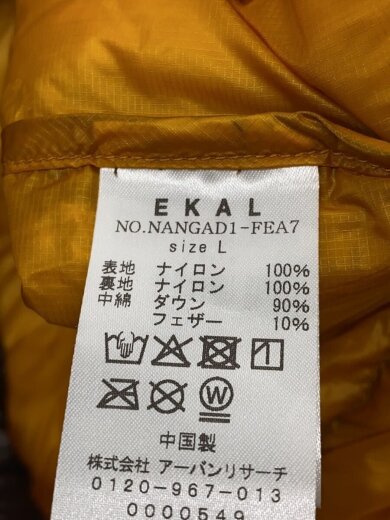 EKAL
NO.NANGAD1-FEA7
size L
表地 ナイロン 100%
裏地 ナイロン 100%
中綿 ダウン 90%
フェザー 10%
W
中国製
株式会社 アーバンリサーチ
0120-967-013
0000549